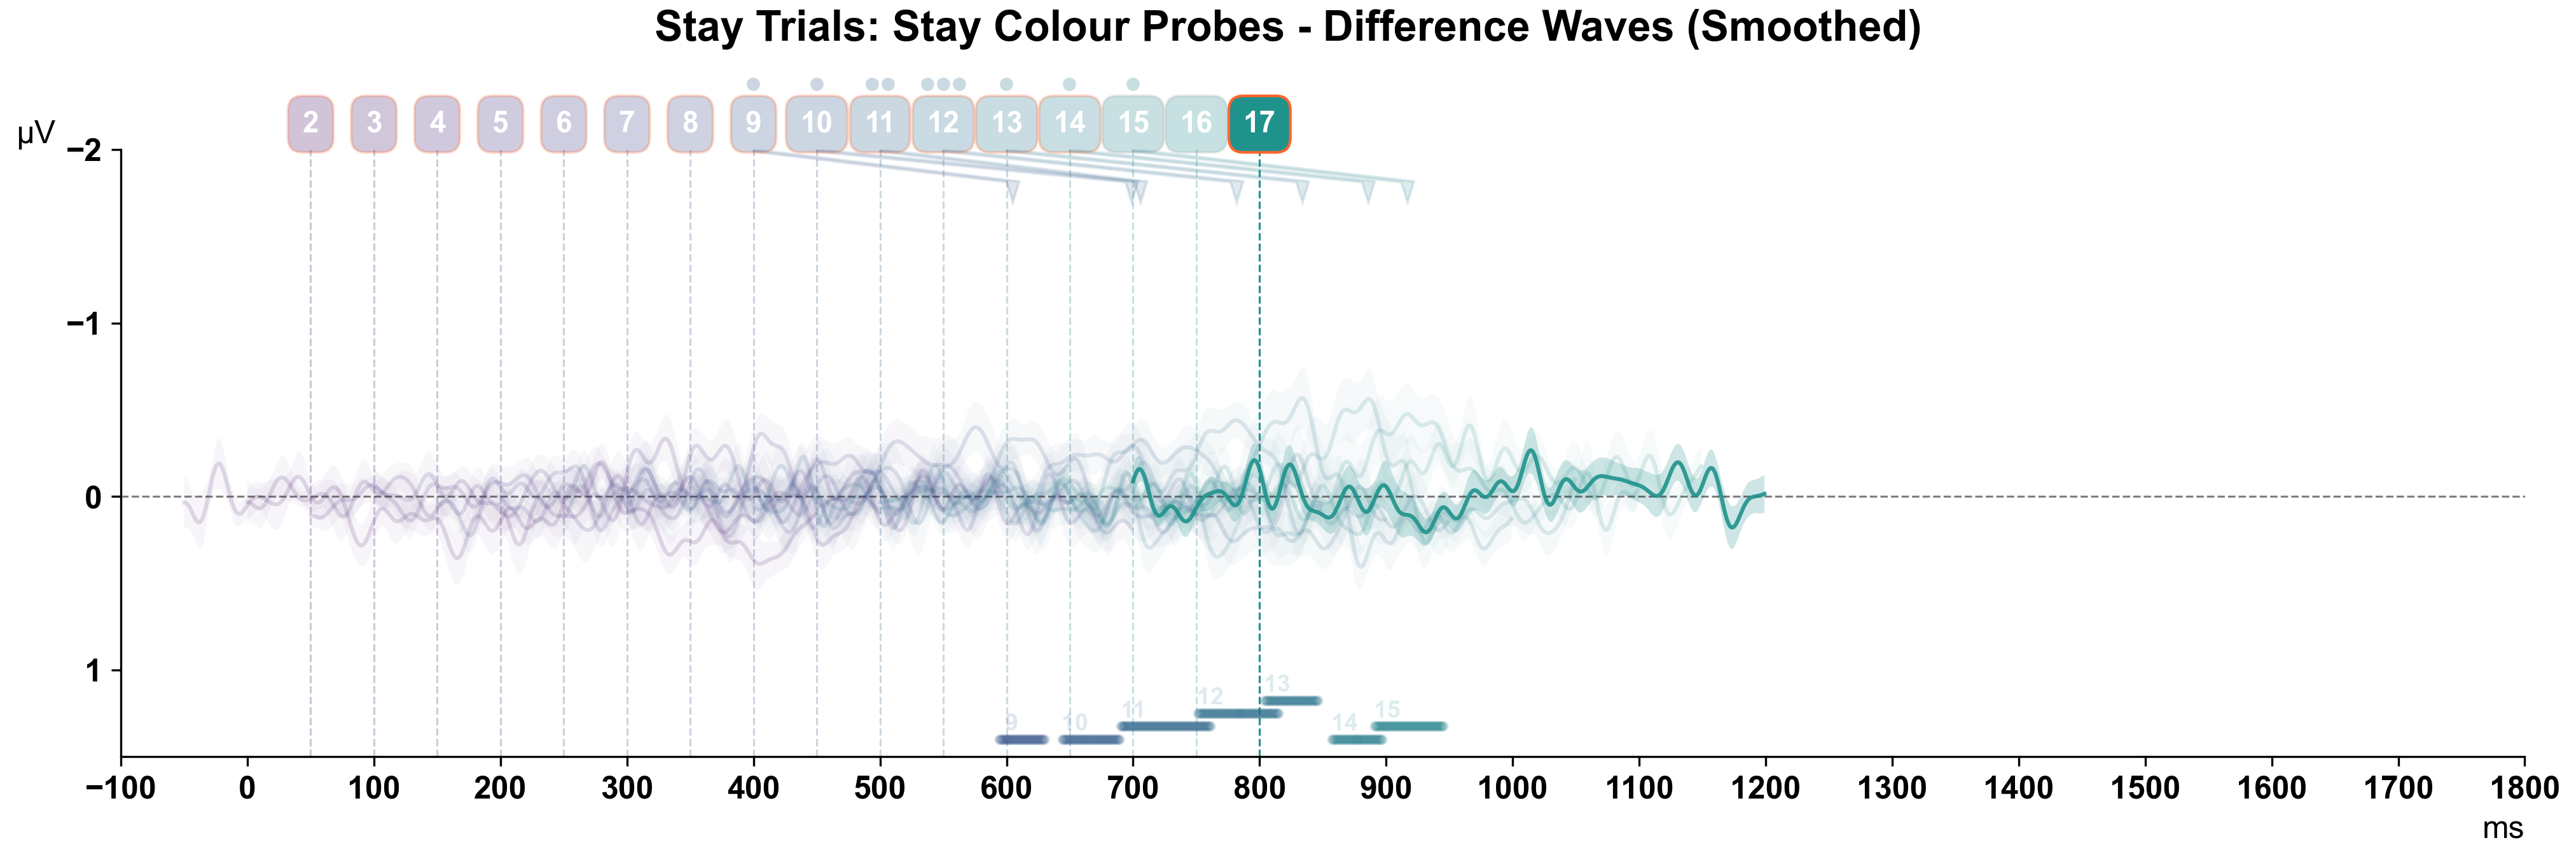 Stay Trials: Stay Colour Probes - Difference Waves (Smoothed)
2 3 4 5 6 7 8 9 10 11 12 13 14 15 16 17
µV
−2
−1
0
1
13
12
11
9 10 14 15
−100 0 100 200 300 400 500 600 700 800 900 1000 1100 1200 1300 1400 1500 1600 1700 1800
ms